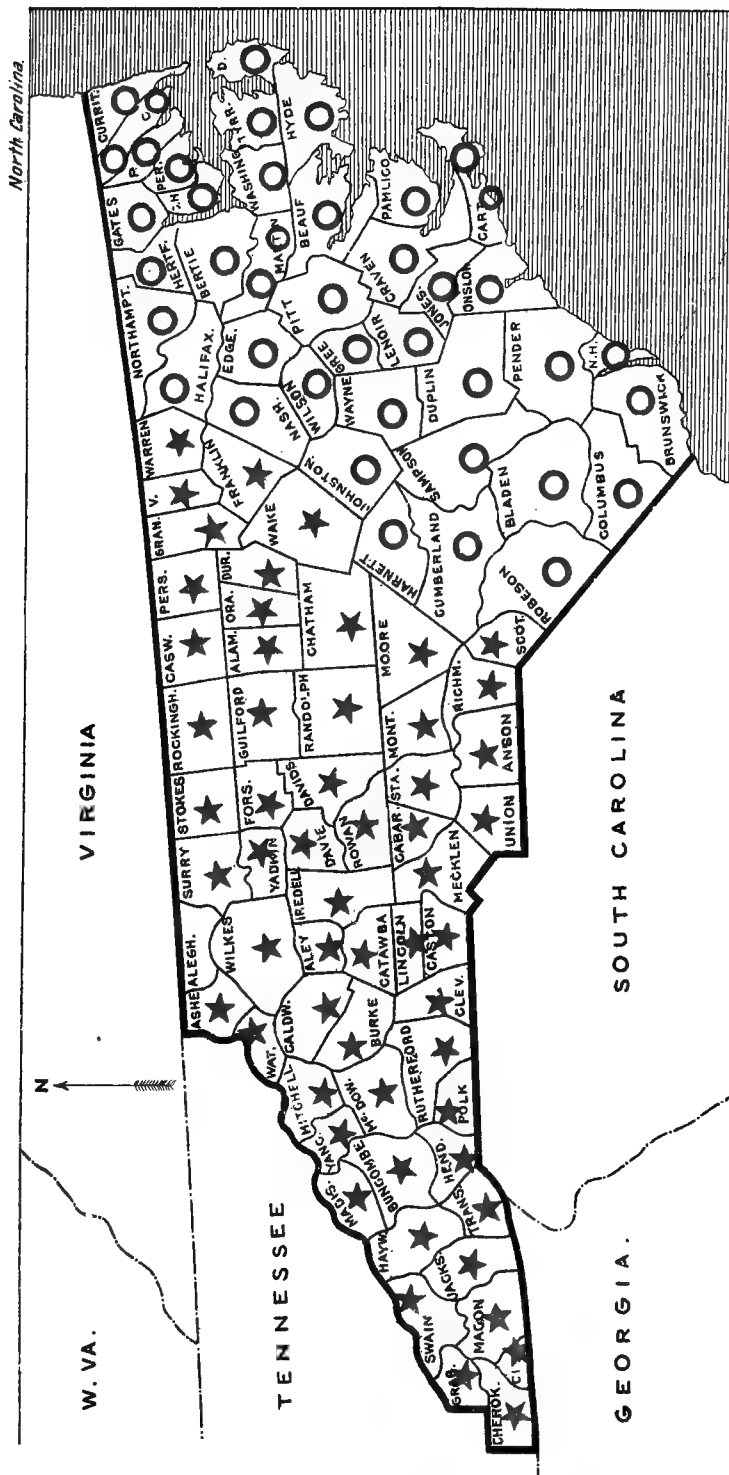 North Carolina.
W. VA.
VIRGINIA
TENNESSEE
GEORGIA.
SOUTH CAROLINA
N
CURRIT.
C
P.
PER.
CH.
GATES
HERTF.
NORTHAMPT.
BERTIE
HALIFAX.
WARREN
V.
GRAN.
PERS.
CASW.
ROCKINGH.
STOKES
SURRY
ALEGH.
ASHE
WILKES
WAT.
CALDW.
MITCHELL
YANC.
MADIS.
YADKIN
FORS.
GUILFORD
ALAM.
ORA.
DUR.
FRANKLIN
NASH.
EDGE.
MARTIN
WASHING.
TYRR.
D.
HYDE
BEAUF
PITT
WILSON
WAKE
CHATHAM
RANDOLPH
DAVIDS.
DAVIE
IREDELL
ALEX
BURKE
Mc.DOW.
BUNCOMBE
HAYW.
SWAIN
GRAH.
CHEROK.
Cl
MACON
JACKS.
TRANS.
HEND.
POLK
RUTHERFORD
CLEV.
GASTON
LINCOLN
CATAWBA
ROWAN
CABAR.
STA.
MONT.
MOORE
HARNETT
JOHNSTON
WAYNE
GREE
LENOIR
CRAVEN
PAMLICO
CART
JONES
ONSLOW
DUPLIN
SAMPSON
CUMBERLAND
RICHM.
SCOT.
ANSON
UNION
MECKLEN
ROBESON
BLADEN
PENDER
N.H.
BRUNSWICK
COLUMBUS